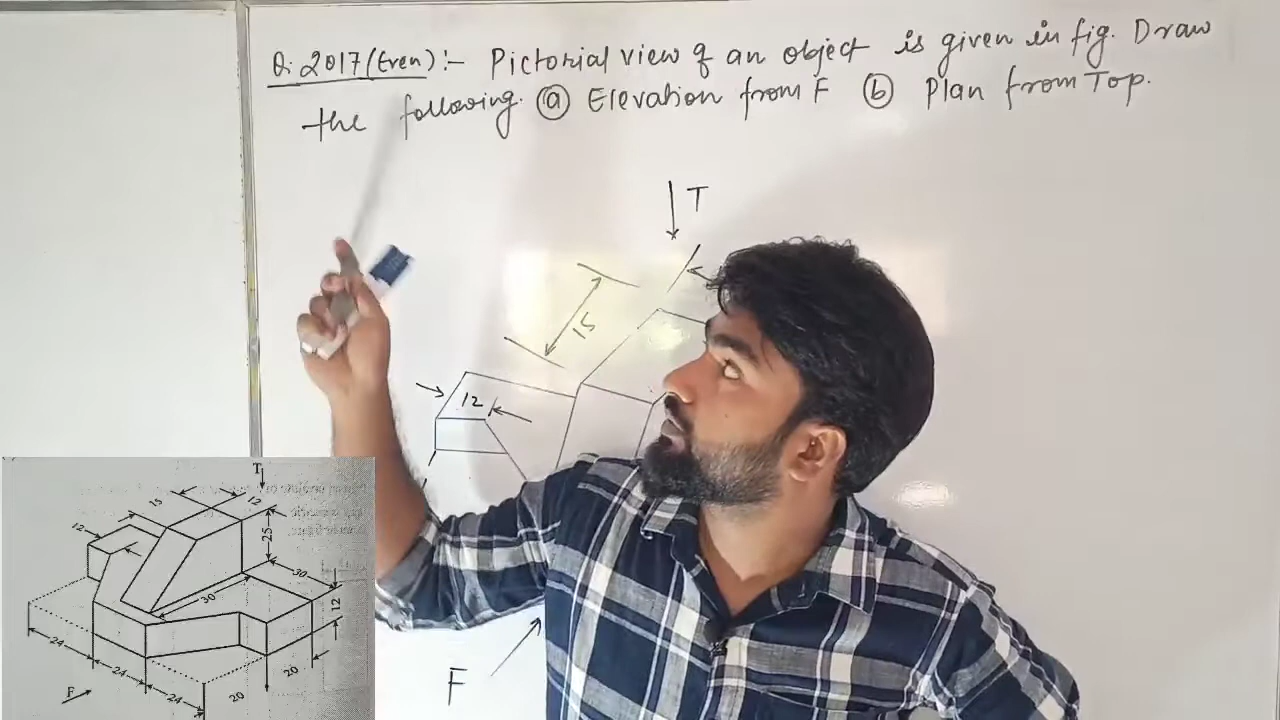 Q. 2017 (Even) :- Pictorial view of an object is given in fig. Draw
the following. ⓐ Elevation from F ⓑ Plan from Top.
T
15
12
F
T
15
12
12
25
30
30
12
24
24
24
20
20
F